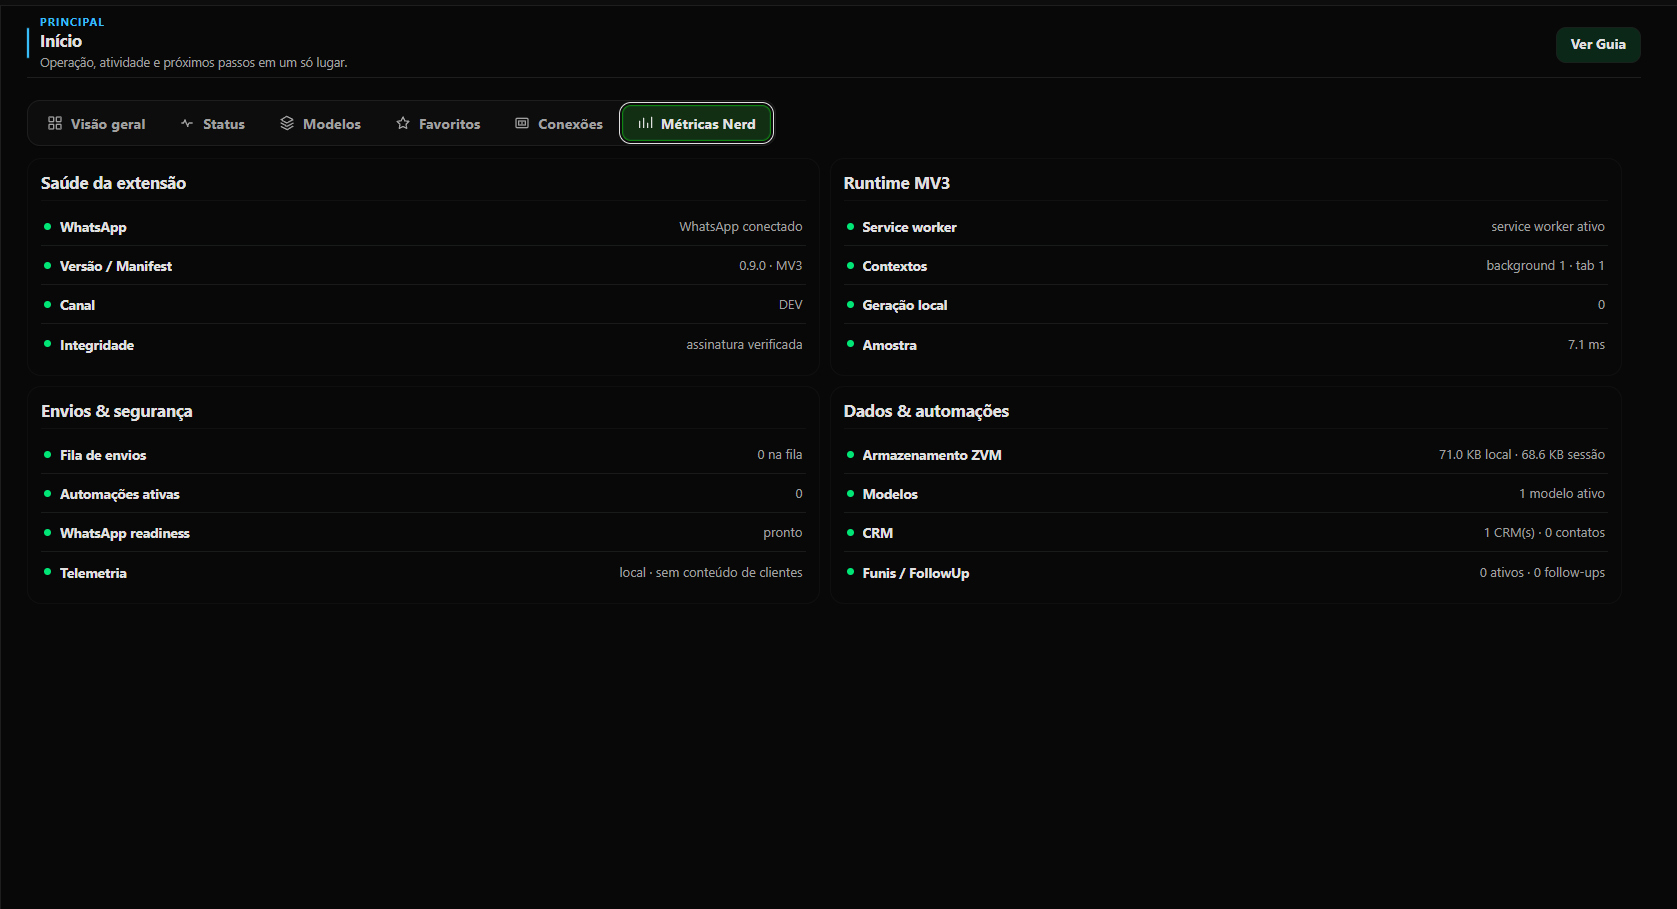 PRINCIPAL
Início
Operação, atividade e próximos passos em um só lugar.
Ver Guia
Visão geral
Status
Modelos
Favoritos
Conexões
Métricas Nerd
Saúde da extensão
WhatsApp WhatsApp conectado
Versão / Manifest 0.9.0 · MV3
Canal DEV
Integridade assinatura verificada
Runtime MV3
Service worker service worker ativo
Contextos background 1 · tab 1
Geração local 0
Amostra 7.1 ms
Envios & segurança
Fila de envios 0 na fila
Automações ativas 0
WhatsApp readiness pronto
Telemetria local · sem conteúdo de clientes
Dados & automações
Armazenamento ZVM 71.0 KB local · 68.6 KB sessão
Modelos 1 modelo ativo
CRM 1 CRM(s) · 0 contatos
Funis / FollowUp 0 ativos · 0 follow-ups